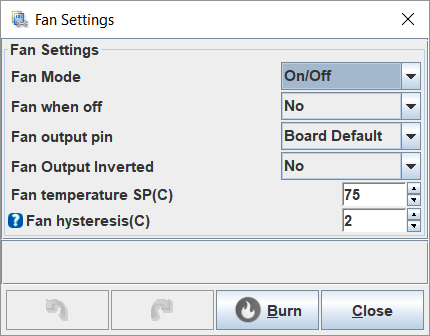 Fan Settings
Fan Settings
Fan Mode On/Off
Fan when off No
Fan output pin Board Default
Fan Output Inverted No
Fan temperature SP(C) 75
? Fan hysteresis(C) 2
Burn Close